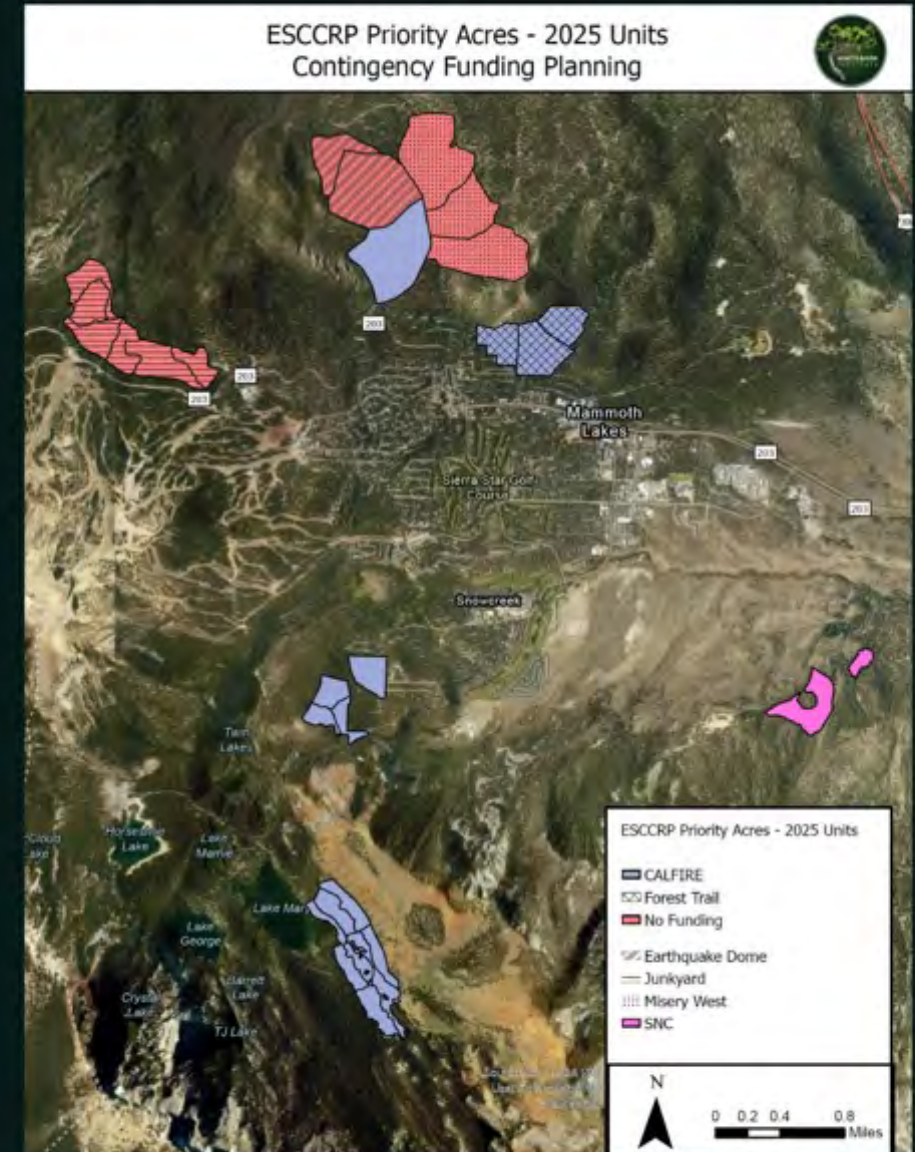 ESCCRP Priority Acres - 2025 Units
Contingency Funding Planning
203
203
203
Mammoth
Lakes
203
Sierra Star Golf
Course
203
Snowcreek
Twin
Lakes
Horseshoe
Lake
Lake
Mamie
Lake Mary
Lake
George
Barrett
Lake
Crystal
Lake
TJ Lake
ESCCRP Priority Acres - 2025 Units
CALFIRE
Forest Trail
No Funding
Earthquake Dome
Junkyard
Misery West
SNC
N
0 0.2 0.4 0.8
Miles